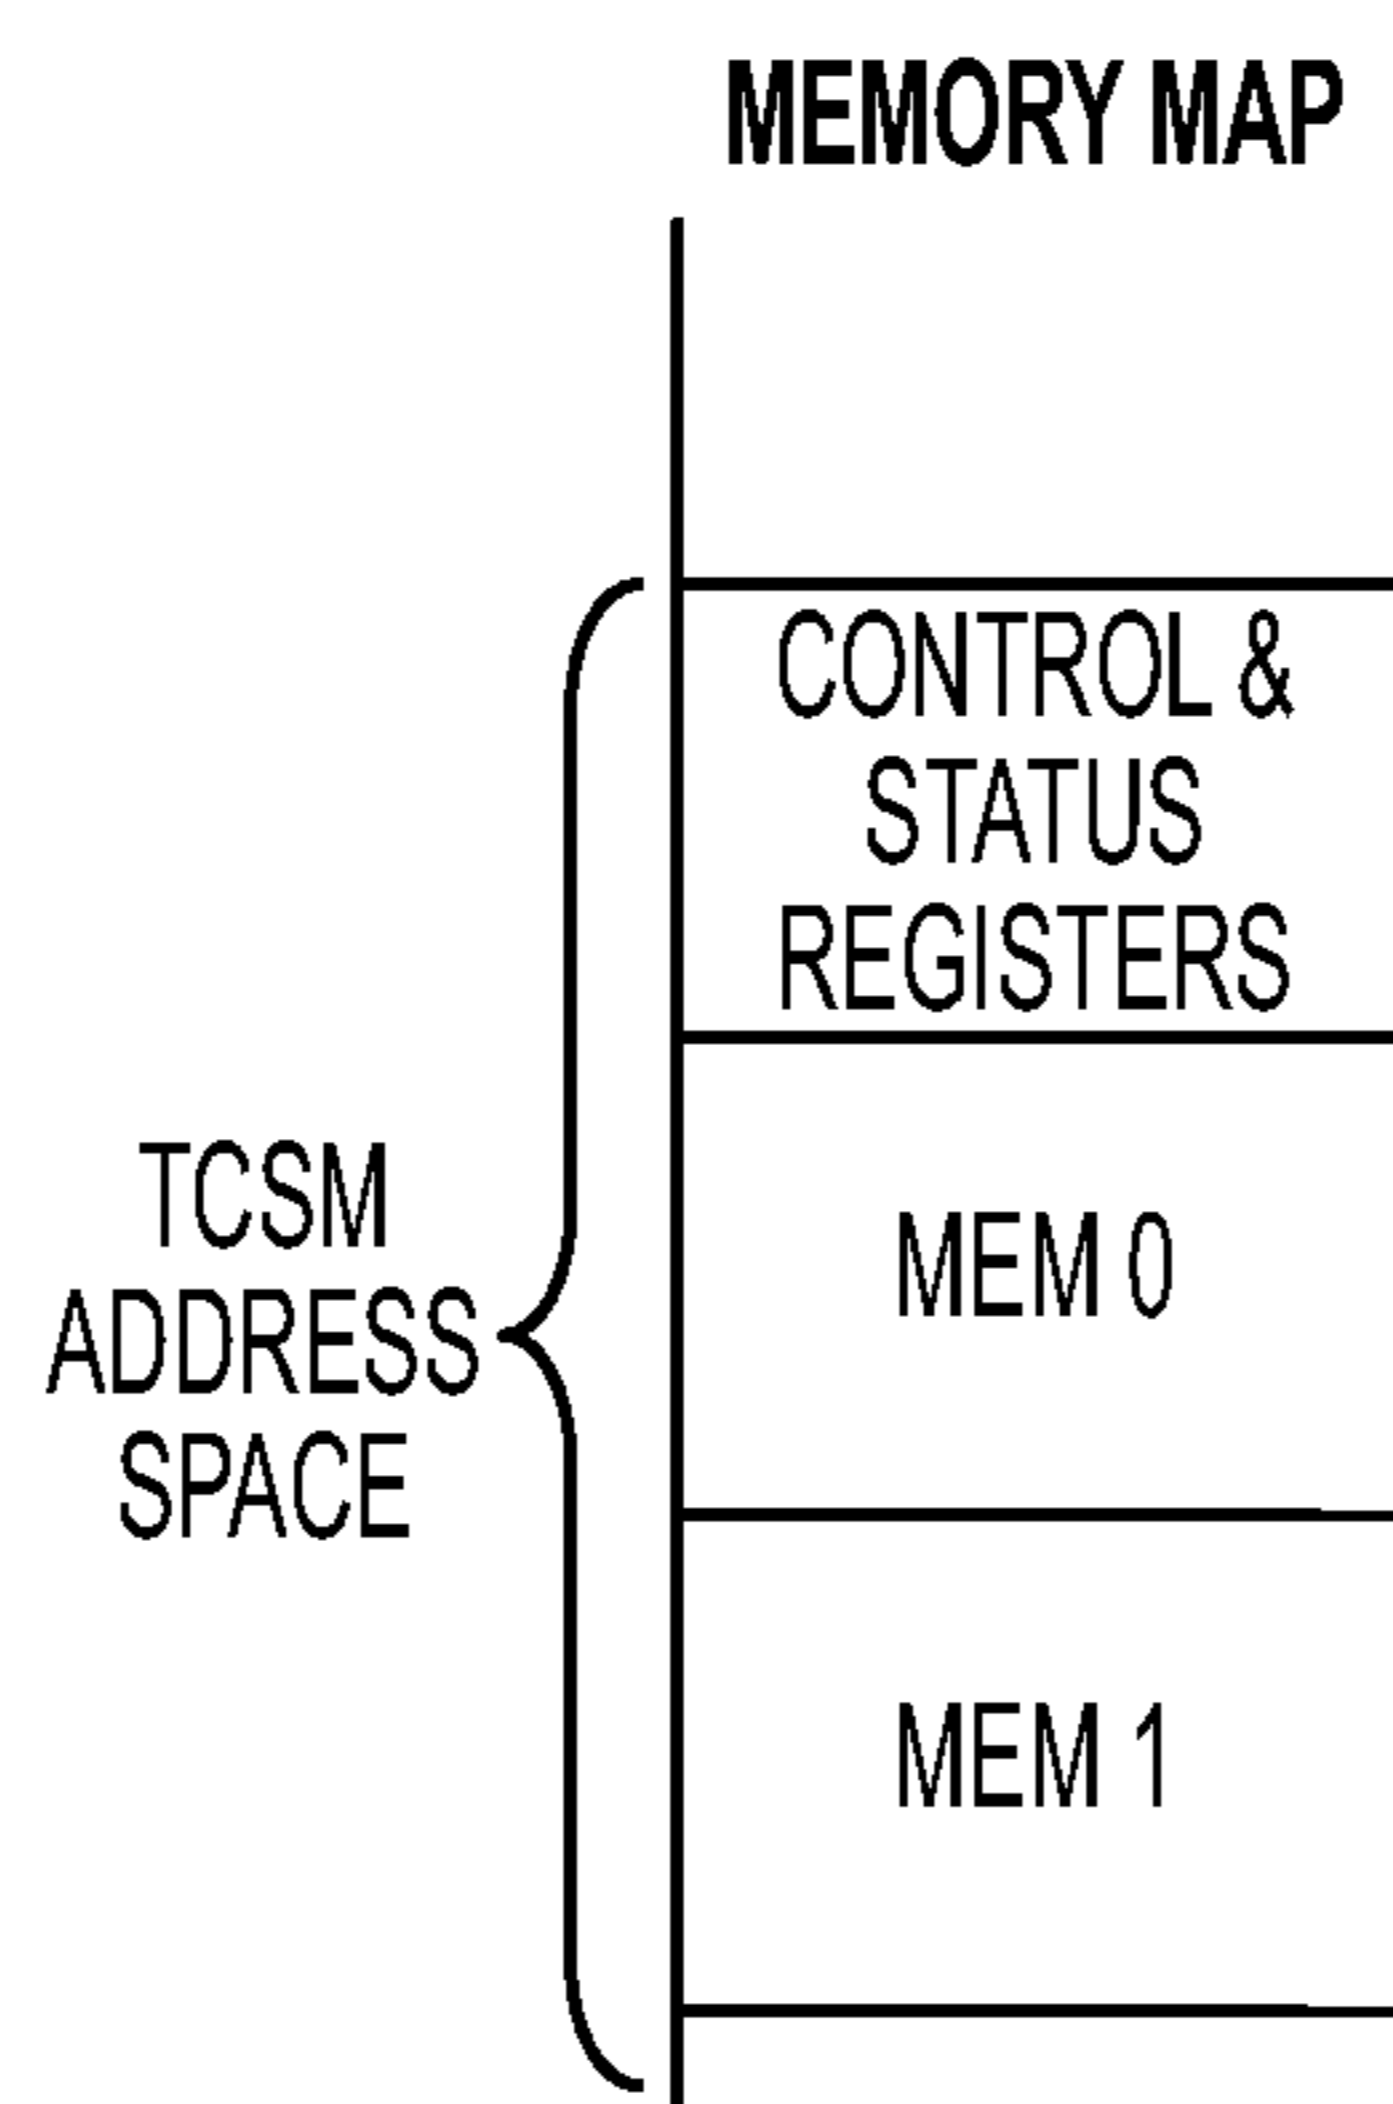 MEMORY MAP
CONTROL &
STATUS
REGISTERS
TCSM
ADDRESS
SPACE
MEM 0
MEM 1